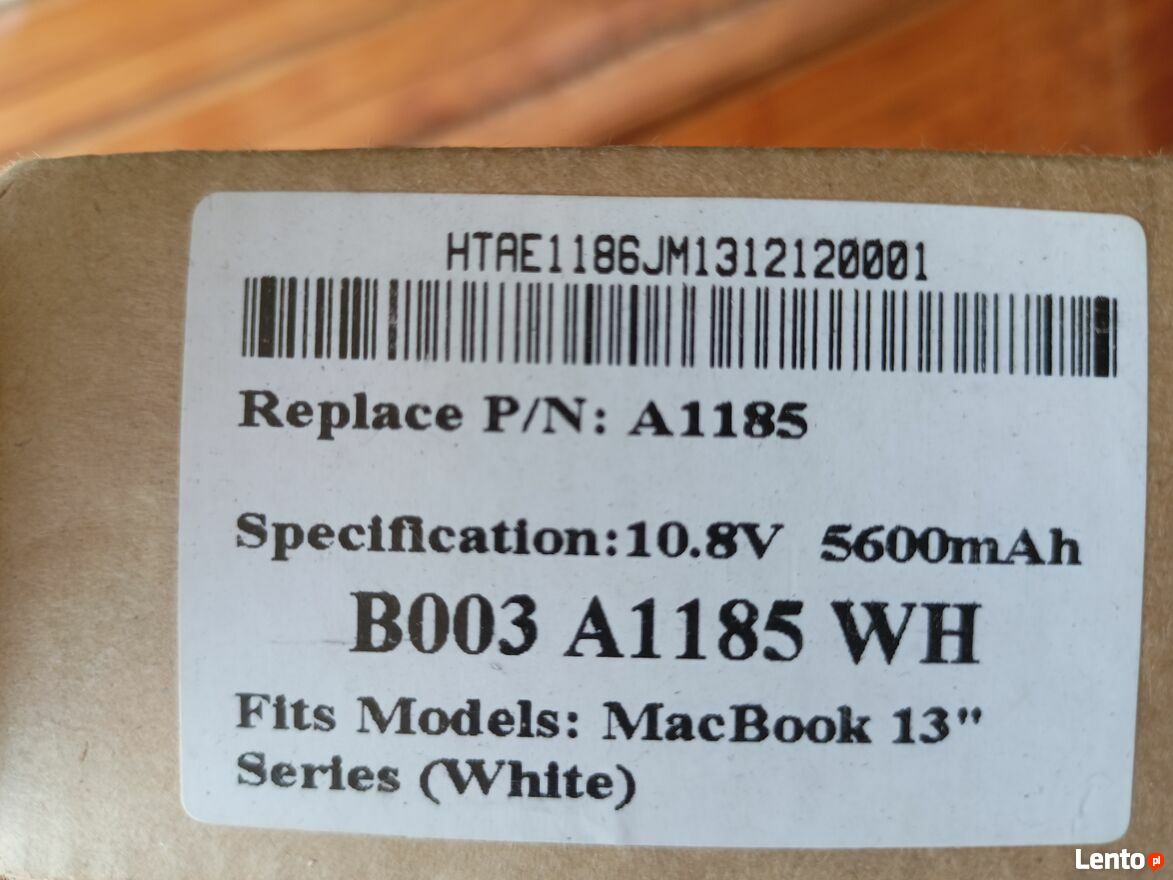 HTAE1186JM1312120001
Replace P/N: A1185
Specification:10.8V 5600mAh
B003 A1185 WH
Fits Models: MacBook 13"
Series (White)
Lento.pl